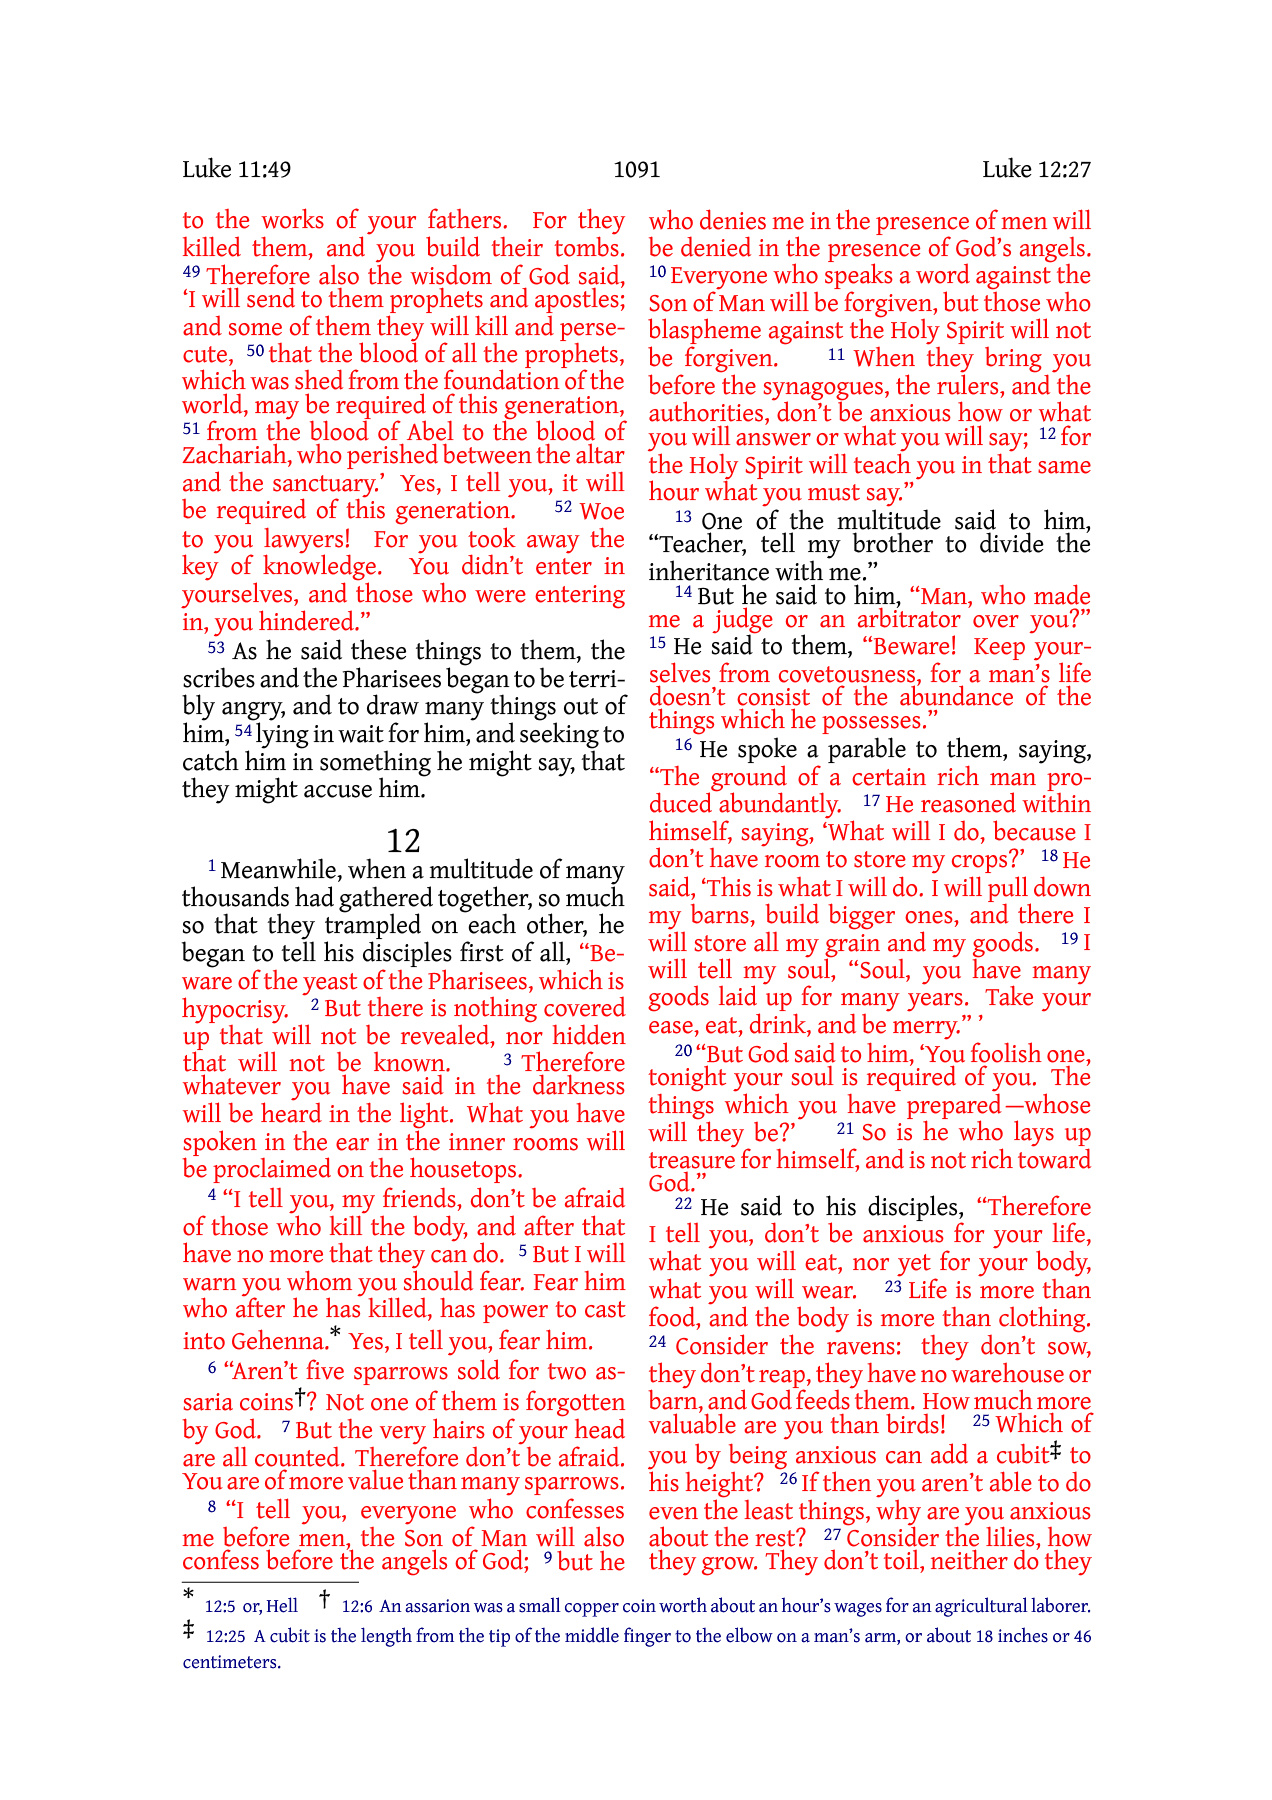 Luke 11:49 1091 Luke 12:27
to the works of your fathers. For they
killed them, and you build their tombs.
49 Therefore also the wisdom of God said,
‘I will send to them prophets and apostles;
and some of them they will kill and perse-
cute, 50 that the blood of all the prophets,
which was shed from the foundation of the
world, may be required of this generation,
51 from the blood of Abel to the blood of
Zachariah, who perished between the altar
and the sanctuary.’ Yes, I tell you, it will
be required of this generation. 52 Woe
to you lawyers! For you took away the
key of knowledge. You didn’t enter in
yourselves, and those who were entering
in, you hindered.”
53 As he said these things to them, the
scribes and the Pharisees began to be terri-
bly angry, and to draw many things out of
him, 54 lying in wait for him, and seeking to
catch him in something he might say, that
they might accuse him.
12
1 Meanwhile, when a multitude of many
thousands had gathered together, so much
so that they trampled on each other, he
began to tell his disciples first of all, “Be-
ware of the yeast of the Pharisees, which is
hypocrisy. 2 But there is nothing covered
up that will not be revealed, nor hidden
that will not be known. 3 Therefore
whatever you have said in the darkness
will be heard in the light. What you have
spoken in the ear in the inner rooms will
be proclaimed on the housetops.
4 “I tell you, my friends, don’t be afraid
of those who kill the body, and after that
have no more that they can do. 5 But I will
warn you whom you should fear. Fear him
who after he has killed, has power to cast
into Gehenna.* Yes, I tell you, fear him.
6 “Aren’t five sparrows sold for two as-
saria coins†? Not one of them is forgotten
by God. 7 But the very hairs of your head
are all counted. Therefore don’t be afraid.
You are of more value than many sparrows.
8 “I tell you, everyone who confesses
me before men, the Son of Man will also
confess before the angels of God; 9 but he
who denies me in the presence of men will
be denied in the presence of God’s angels.
10 Everyone who speaks a word against the
Son of Man will be forgiven, but those who
blaspheme against the Holy Spirit will not
be forgiven. 11 When they bring you
before the synagogues, the rulers, and the
authorities, don’t be anxious how or what
you will answer or what you will say; 12 for
the Holy Spirit will teach you in that same
hour what you must say.”
13 One of the multitude said to him,
“Teacher, tell my brother to divide the
inheritance with me.”
14 But he said to him, “Man, who made
me a judge or an arbitrator over you?”
15 He said to them, “Beware! Keep your-
selves from covetousness, for a man’s life
doesn’t consist of the abundance of the
things which he possesses.”
16 He spoke a parable to them, saying,
“The ground of a certain rich man pro-
duced abundantly. 17 He reasoned within
himself, saying, ‘What will I do, because I
don’t have room to store my crops?’ 18 He
said, ‘This is what I will do. I will pull down
my barns, build bigger ones, and there I
will store all my grain and my goods. 19 I
will tell my soul, “Soul, you have many
goods laid up for many years. Take your
ease, eat, drink, and be merry.” ’
20 “But God said to him, ‘You foolish one,
tonight your soul is required of you. The
things which you have prepared—whose
will they be?’ 21 So is he who lays up
treasure for himself, and is not rich toward
God.”
22 He said to his disciples, “Therefore
I tell you, don’t be anxious for your life,
what you will eat, nor yet for your body,
what you will wear. 23 Life is more than
food, and the body is more than clothing.
24 Consider the ravens: they don’t sow,
they don’t reap, they have no warehouse or
barn, and God feeds them. How much more
valuable are you than birds! 25 Which of
you by being anxious can add a cubit‡ to
his height? 26 If then you aren’t able to do
even the least things, why are you anxious
about the rest? 27 Consider the lilies, how
they grow. They don’t toil, neither do they
* 12:5 or, Hell † 12:6 An assarion was a small copper coin worth about an hour’s wages for an agricultural laborer.
‡ 12:25 A cubit is the length from the tip of the middle finger to the elbow on a man’s arm, or about 18 inches or 46
centimeters.